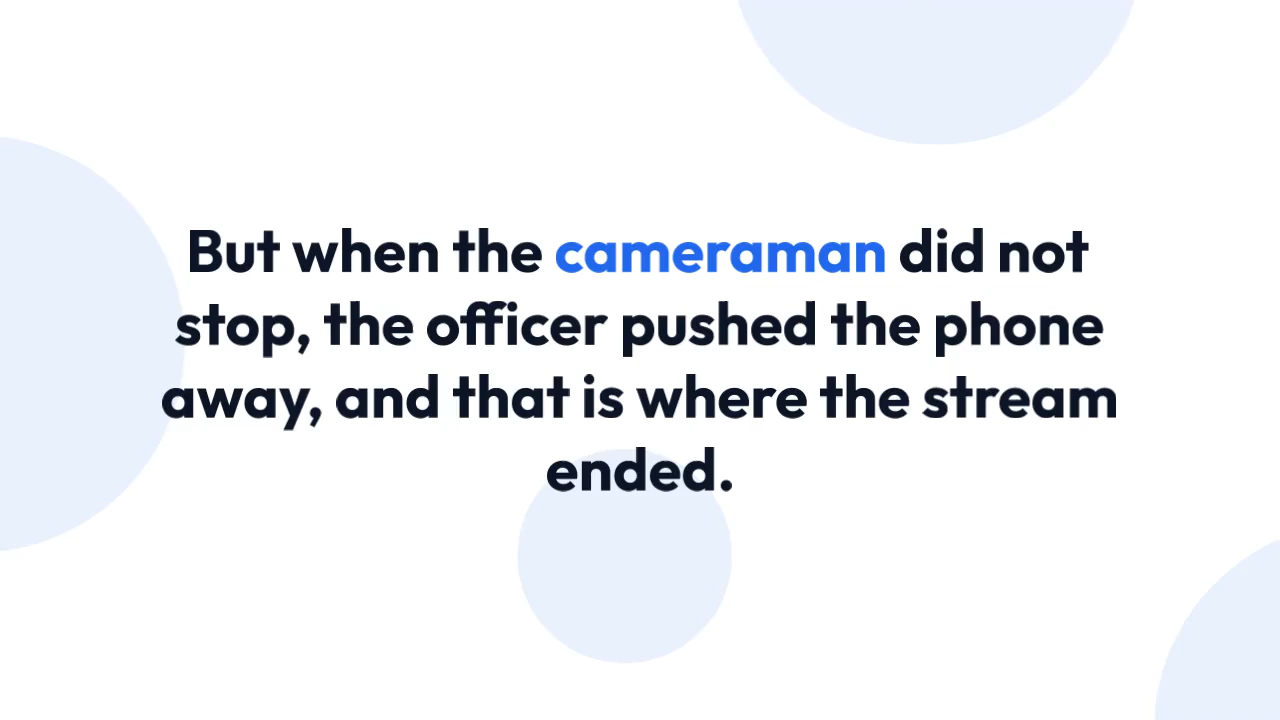 But when the cameraman did not
stop, the officer pushed the phone
away, and that is where the stream
ended.